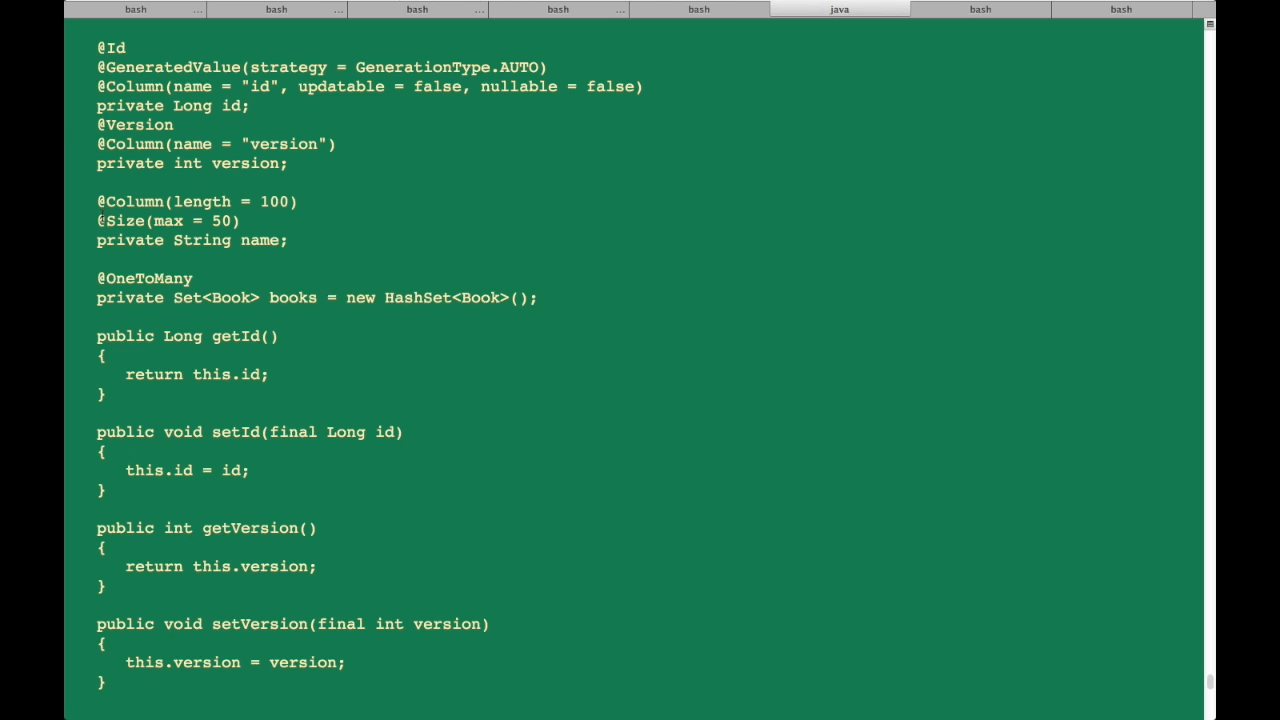 bash ... bash ... bash ... bash ... bash java bash bash
@Id
@GeneratedValue(strategy = GenerationType.AUTO)
@Column(name = "id", updatable = false, nullable = false)
private Long id;
@Version
@Column(name = "version")
private int version;
@Column(length = 100)
@Size(max = 50)
private String name;
@OneToMany
private Set<Book> books = new HashSet<Book>();
public Long getId()
{
return this.id;
}
public void setId(final Long id)
{
this.id = id;
}
public int getVersion()
{
return this.version;
}
public void setVersion(final int version)
{
this.version = version;
}